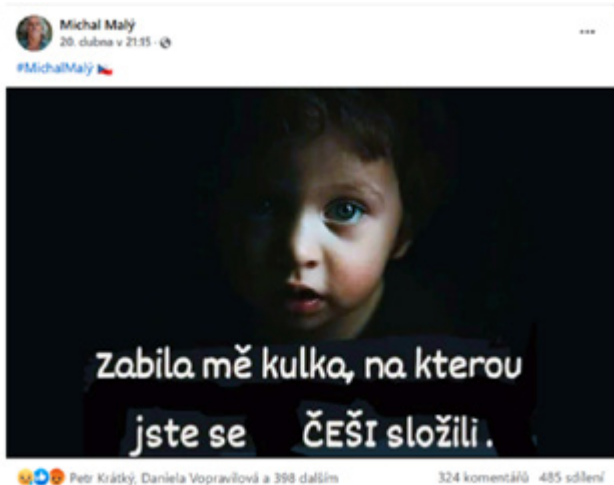 Michal Malý
20. dubna v 21:15 ·
#MichalMalý 🇨🇿
zabila mě kulka, na kterou
jste se ČEŠI složili.
Petr Krátký, Daniela Vopravilová a 398 dalším
324 komentářů 485 sdílení